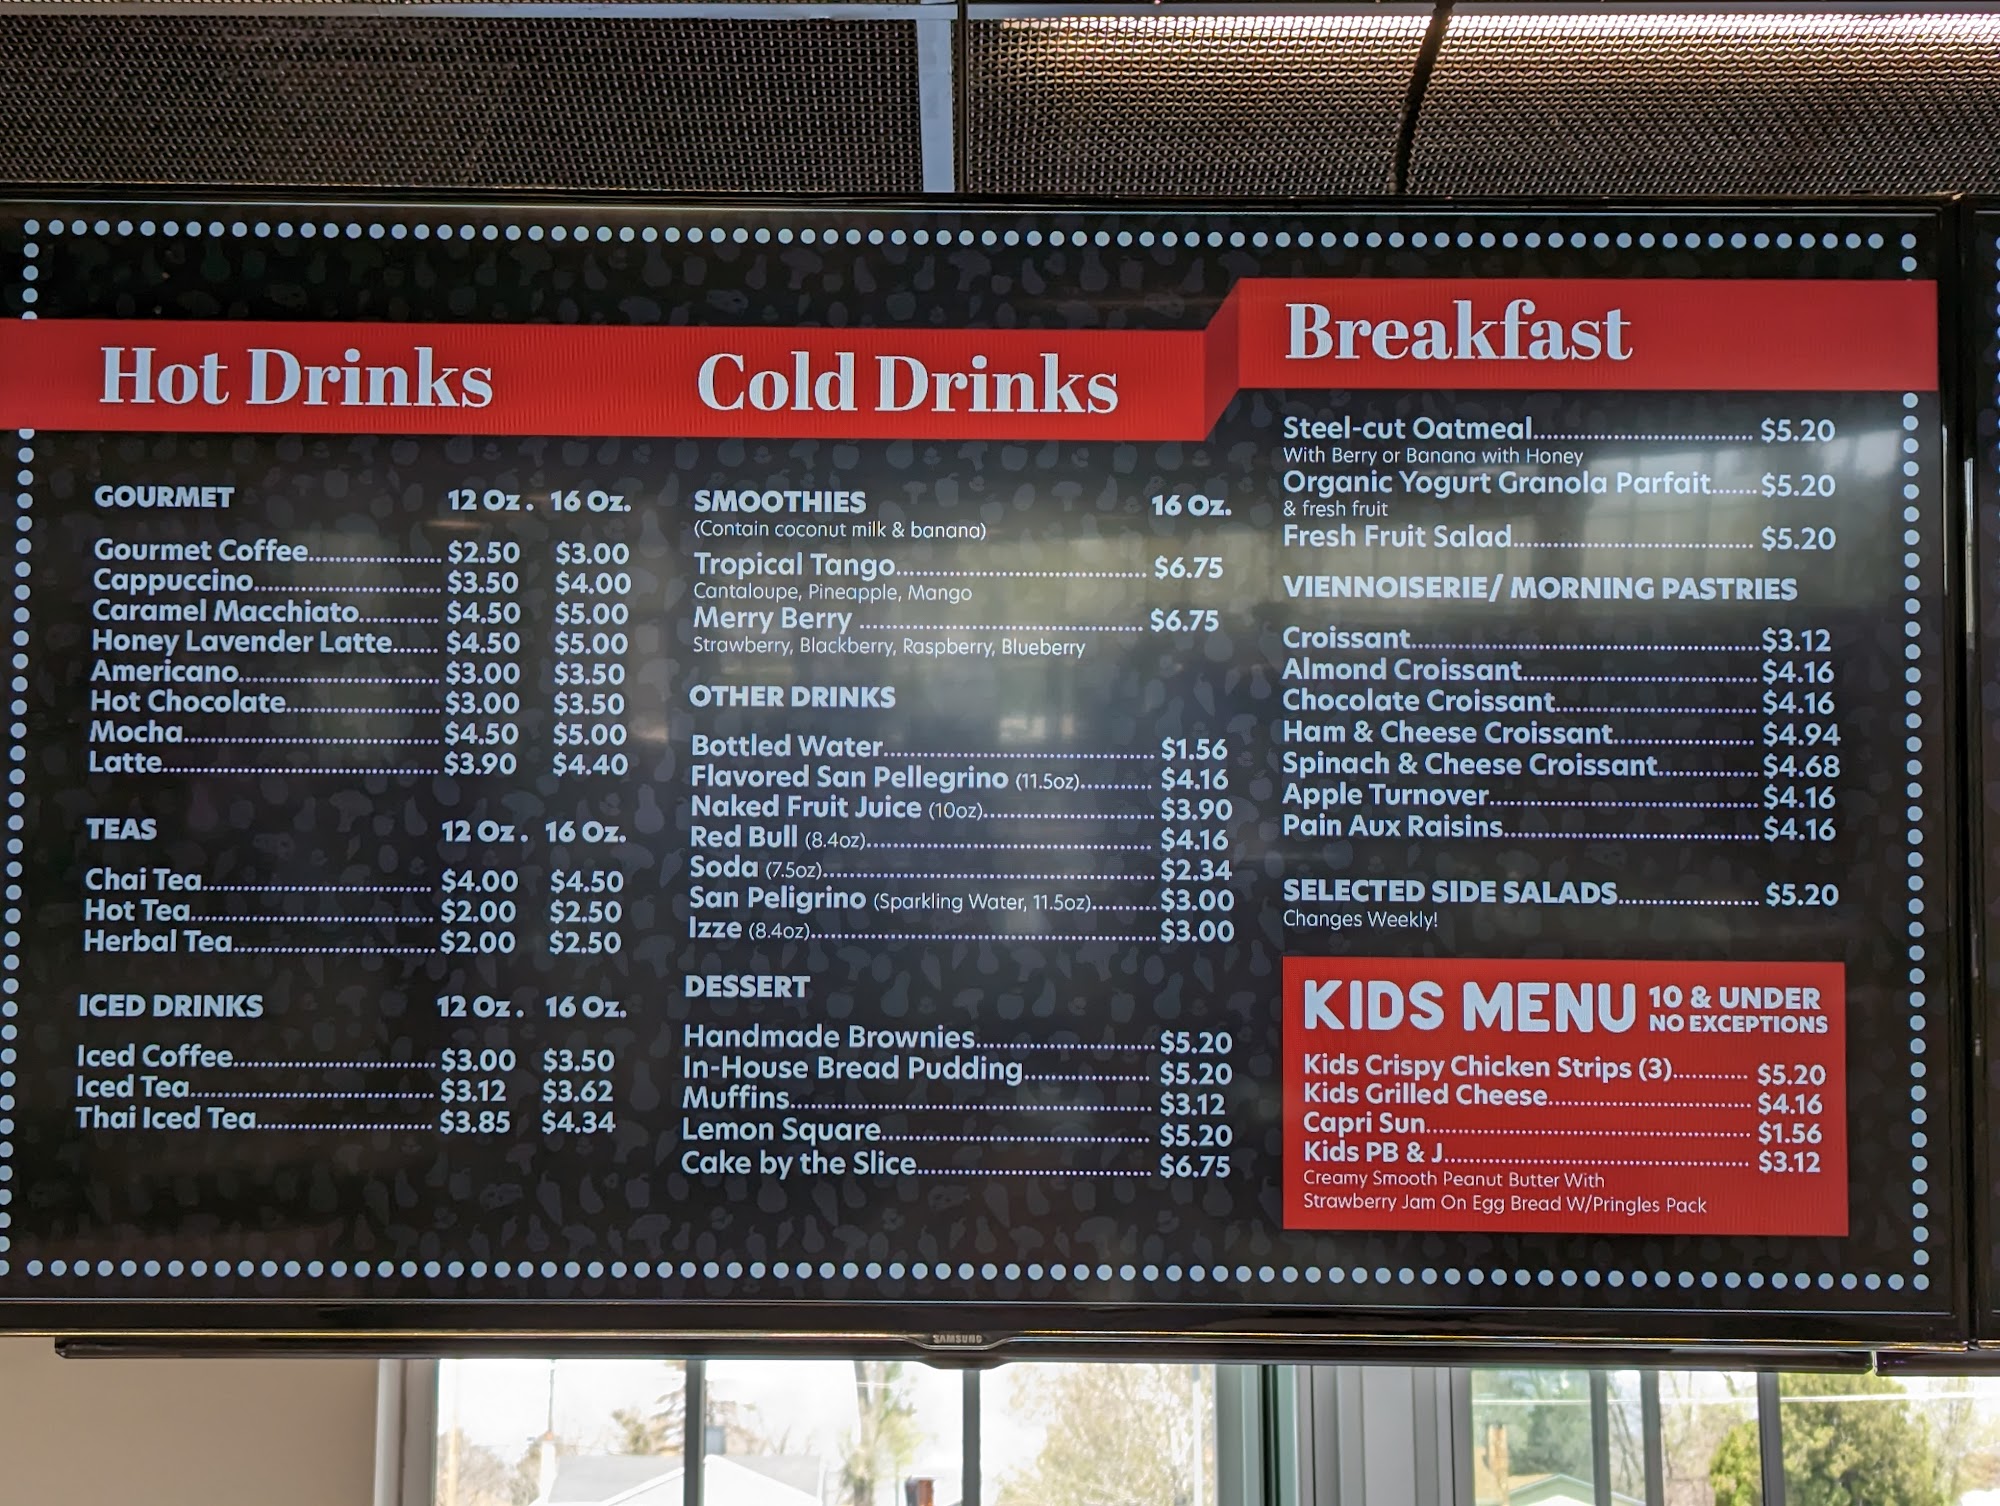 Hot Drinks
GOURMET 12 Oz. 16 Oz.
Gourmet Coffee $2.50 $3.00
Cappuccino $3.50 $4.00
Caramel Macchiato $4.50 $5.00
Honey Lavender Latte $4.50 $5.00
Americano $3.00 $3.50
Hot Chocolate $3.00 $3.50
Mocha $4.50 $5.00
Latte $3.90 $4.40
TEAS 12 Oz. 16 Oz.
Chai Tea $4.00 $4.50
Hot Tea $2.00 $2.50
Herbal Tea $2.00 $2.50
ICED DRINKS 12 Oz. 16 Oz.
Iced Coffee $3.00 $3.50
Iced Tea $3.12 $3.62
Thai Iced Tea $3.85 $4.34
Cold Drinks
SMOOTHIES 16 Oz.
(Contain coconut milk & banana)
Tropical Tango $6.75
Cantaloupe, Pineapple, Mango
Merry Berry $6.75
Strawberry, Blackberry, Raspberry, Blueberry
OTHER DRINKS
Bottled Water $1.56
Flavored San Pellegrino (11.5oz) $4.16
Naked Fruit Juice (10oz) $3.90
Red Bull (8.4oz) $4.16
Soda (7.5oz) $2.34
San Peligrino (Sparkling Water, 11.5oz) $3.00
Izze (8.4oz) $3.00
DESSERT
Handmade Brownies $5.20
In-House Bread Pudding $5.20
Muffins $3.12
Lemon Square $5.20
Cake by the Slice $6.75
Breakfast
Steel-cut Oatmeal $5.20
With Berry or Banana with Honey
Organic Yogurt Granola Parfait $5.20
& fresh fruit
Fresh Fruit Salad $5.20
VIENNOISERIE/ MORNING PASTRIES
Croissant $3.12
Almond Croissant $4.16
Chocolate Croissant $4.16
Ham & Cheese Croissant $4.94
Spinach & Cheese Croissant $4.68
Apple Turnover $4.16
Pain Aux Raisins $4.16
SELECTED SIDE SALADS $5.20
Changes Weekly!
KIDS MENU 10 & UNDER
NO EXCEPTIONS
Kids Crispy Chicken Strips (3) $5.20
Kids Grilled Cheese $4.16
Capri Sun $1.56
Kids PB & J $3.12
Creamy Smooth Peanut Butter With
Strawberry Jam On Egg Bread W/Pringles Pack
SAMSUNG